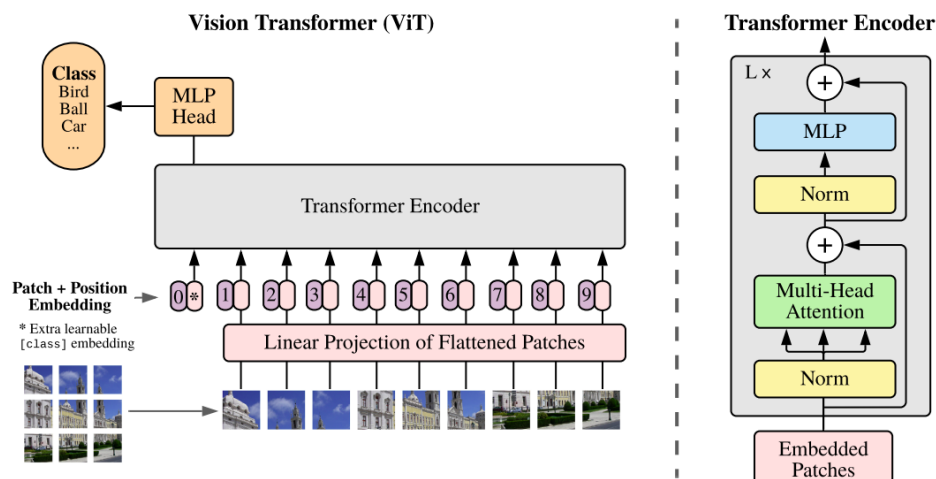 Vision Transformer (ViT)
Class
Bird
Ball
Car
...
MLP
Head
Transformer Encoder
Patch + Position
Embedding
* Extra learnable
[class] embedding
0 * 1 2 3 4 5 6 7 8 9
Linear Projection of Flattened Patches
Transformer Encoder
L ×
+
MLP
Norm
+
Multi-Head
Attention
Norm
Embedded
Patches